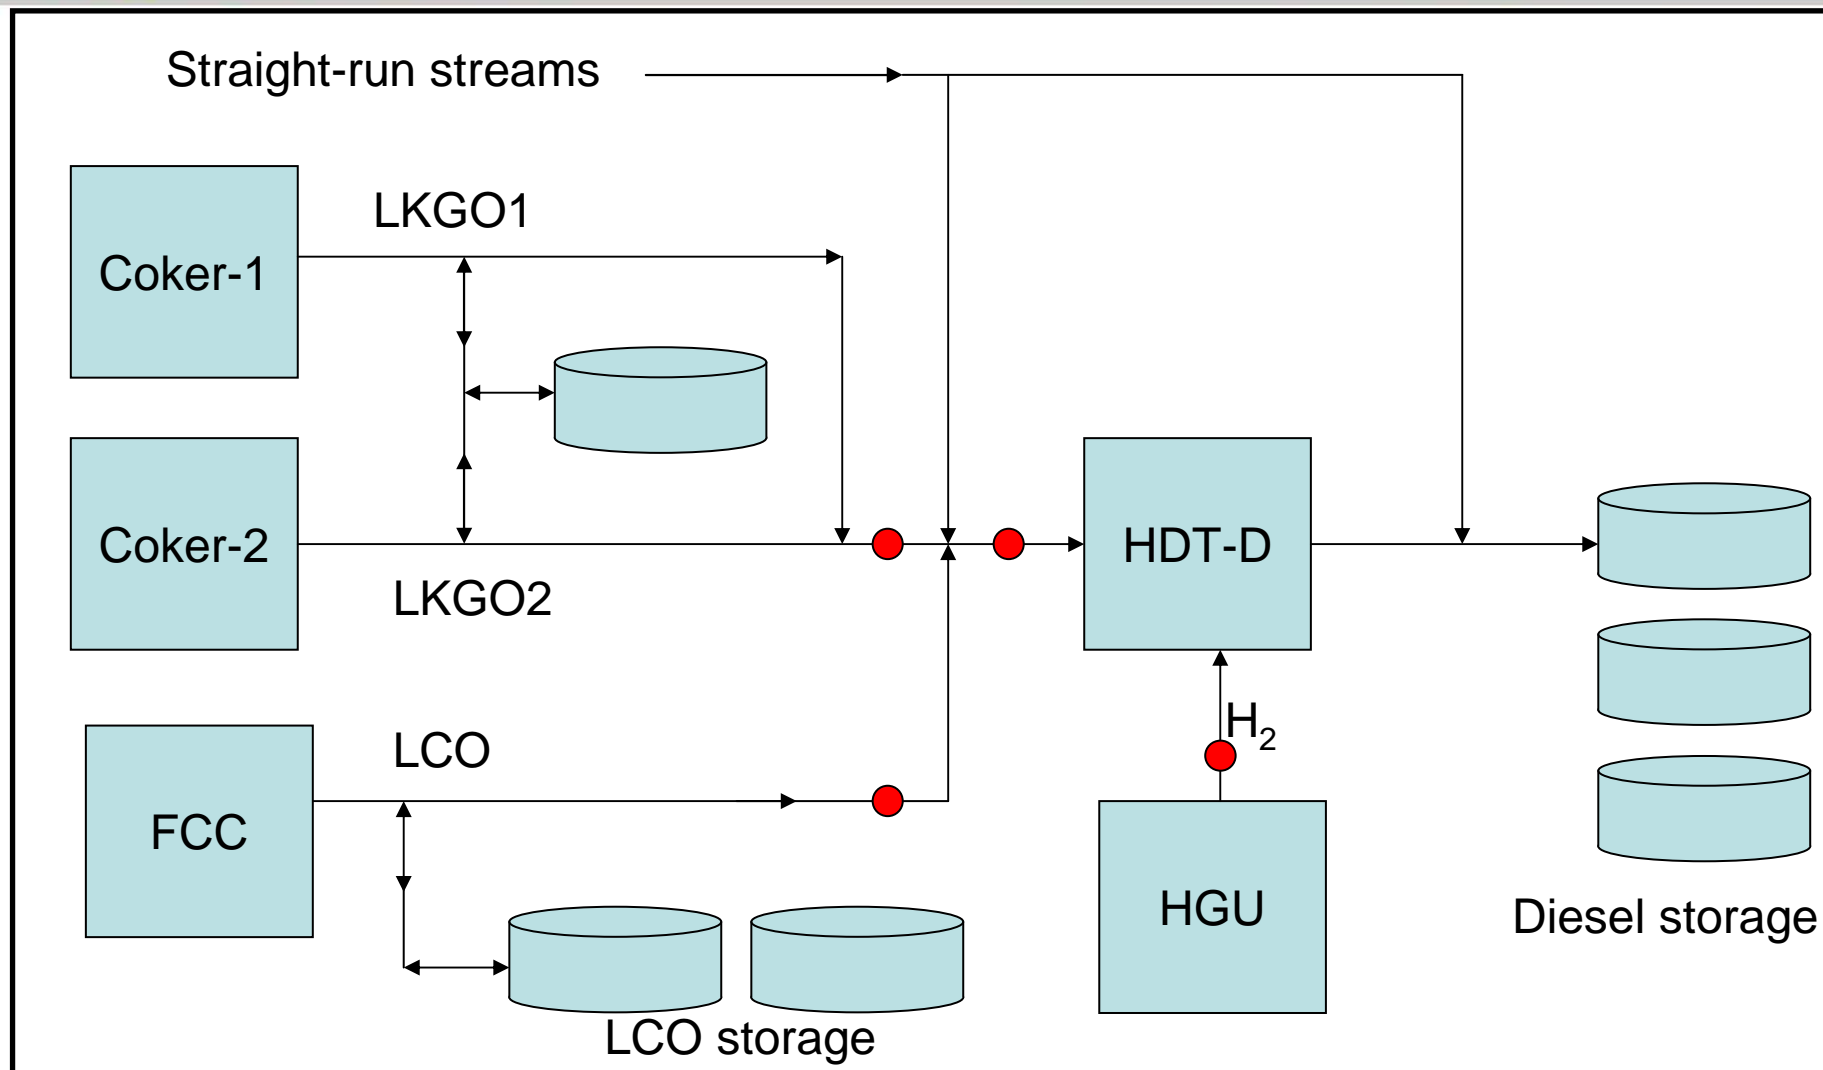 Straight-run streams
LKGO1
Coker-1
Coker-2
HDT-D
LKGO2
H₂
LCO
FCC
HGU
Diesel storage
LCO storage